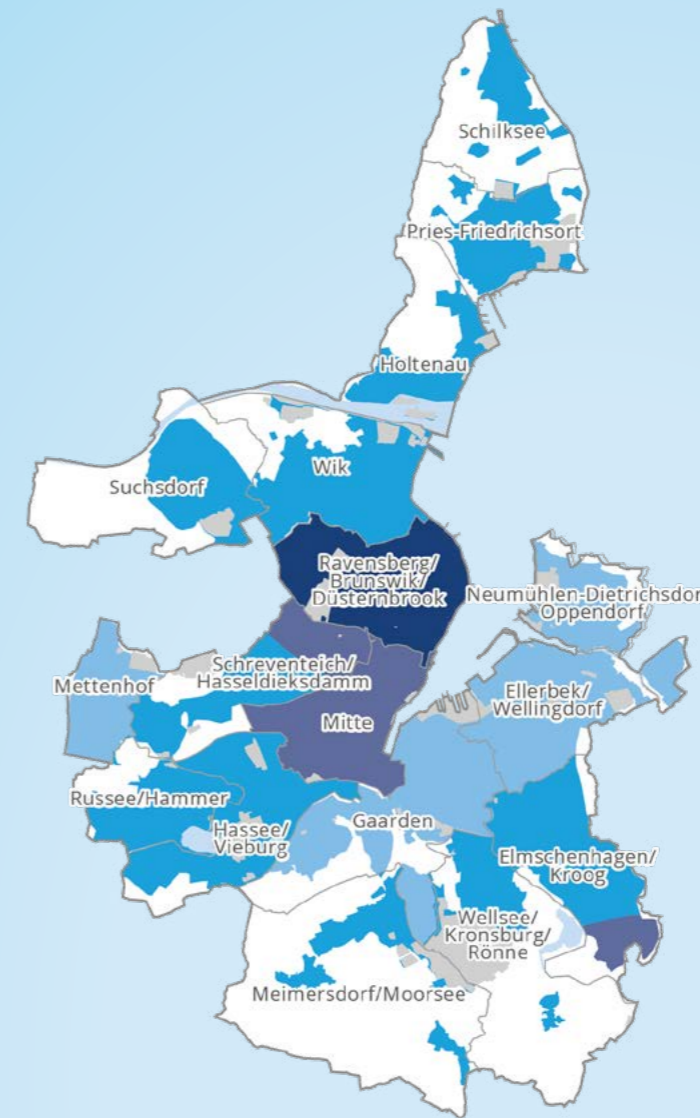 Schilksee
Pries-Friedrichsort
Holtenau
Wik
Suchsdorf
Ravensberg/
Brunswik/
Düsternbrook
Neumühlen-Dietrichsdor
Oppendorf
Schreventeich/
Hasseldieksdamm
Mettenhof
Ellerbek/
Wellingdorf
Mitte
Russee/Hammer
Hassee/
Vieburg
Gaarden
Elmschenhagen/
Kroog
Wellsee/
Kronsburg/
Rönne
Meimersdorf/Moorsee